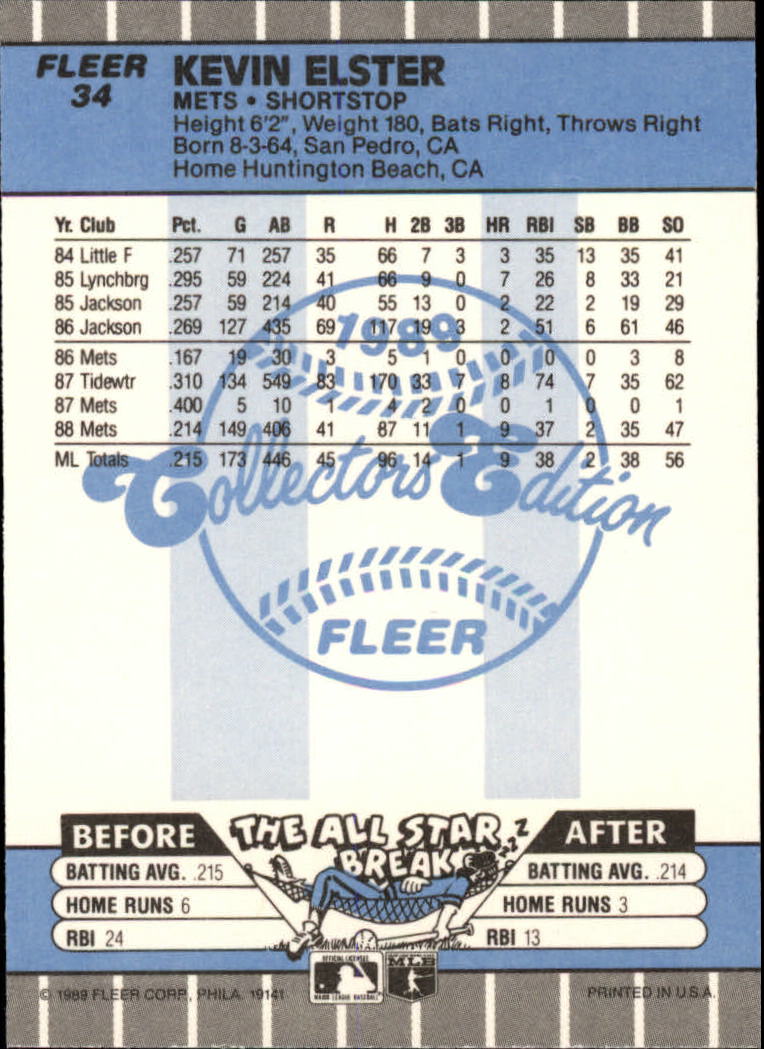 FLEER
34
KEVIN ELSTER
METS • SHORTSTOP
Height 6'2", Weight 180, Bats Right, Throws Right
Born 8-3-64, San Pedro, CA
Home Huntington Beach, CA
Yr. Club Pct. G AB R H 2B 3B HR RBI SB BB SO
84 Little F .257 71 257 35 66 7 3 3 35 13 35 41
85 Lynchbrg .295 59 224 41 66 9 0 7 26 8 33 21
85 Jackson .257 59 214 40 55 13 0 2 22 2 19 29
86 Jackson .269 127 435 69 117 19 3 2 51 6 61 46
86 Mets .167 19 30 3 5 1 0 0 0 0 3 8
87 Tidewtr .310 134 549 83 170 33 7 8 74 7 35 62
87 Mets .400 5 10 1 4 2 0 0 1 0 0 1
88 Mets .214 149 406 41 87 11 1 9 37 2 35 47
ML Totals .215 173 446 45 96 14 1 9 38 2 38 56
1989
Collectors Edition
FLEER
BEFORE THE ALL STAR BREAK ZZZ AFTER
BATTING AVG. .215 BATTING AVG. .214
HOME RUNS 6 HOME RUNS 3
RBI 24 RBI 13
OFFICIAL LICENSEE
MAJOR LEAGUE BASEBALL
MLB
© 1989 FLEER CORP., PHILA. 19141 PRINTED IN U.S.A.